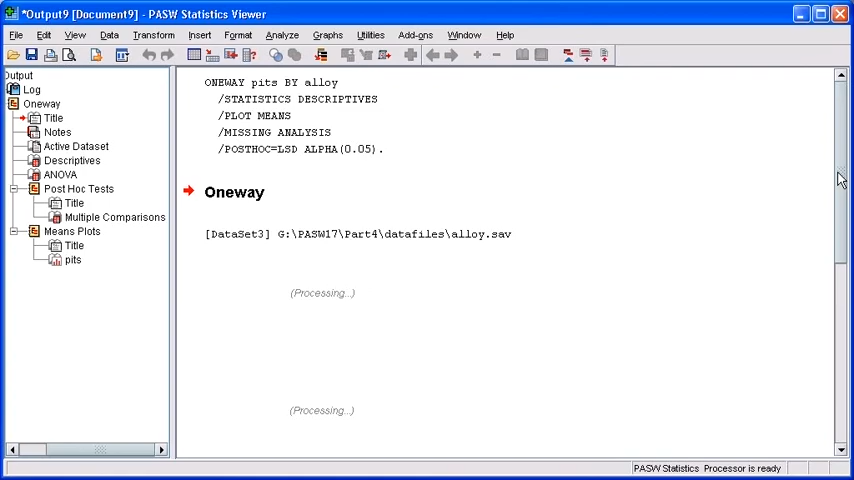 *Output9 [Document9] - PASW Statistics Viewer
File Edit View Data Transform Insert Format Analyze Graphs Utilities Add-ons Window Help
Output
Log
Oneway
Title
Notes
Active Dataset
Descriptives
ANOVA
Post Hoc Tests
Title
Multiple Comparisons
Means Plots
Title
pits
ONEWAY pits BY alloy
/STATISTICS DESCRIPTIVES
/PLOT MEANS
/MISSING ANALYSIS
/POSTHOC=LSD ALPHA(0.05).
Oneway
[DataSet3] G:\PASW17\Part4\datafiles\alloy.sav
(Processing...)
(Processing...)
PASW Statistics Processor is ready